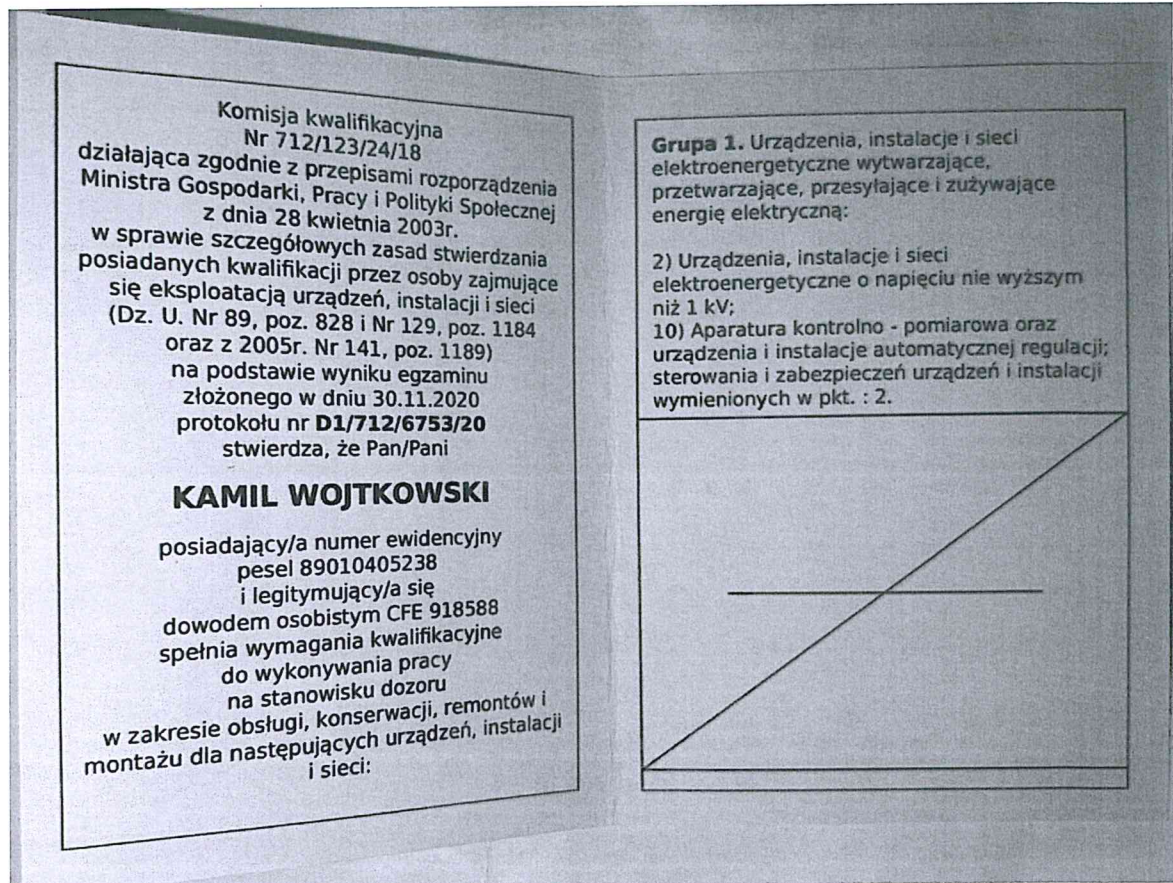 Komisja kwalifikacyjna
Nr 712/123/24/18
działająca zgodnie z przepisami rozporządzenia
Ministra Gospodarki, Pracy i Polityki Społecznej
z dnia 28 kwietnia 2003r.
w sprawie szczegółowych zasad stwierdzania
posiadanych kwalifikacji przez osoby zajmujące
się eksploatacją urządzeń, instalacji i sieci
(Dz. U. Nr 89, poz. 828 i Nr 129, poz. 1184
oraz z 2005r. Nr 141, poz. 1189)
na podstawie wyniku egzaminu
złożonego w dniu 30.11.2020
protokołu nr D1/712/6753/20
stwierdza, że Pan/Pani
KAMIL WOJTKOWSKI
posiadający/a numer ewidencyjny
pesel 89010405238
i legitymujący/a się
dowodem osobistym CFE 918588
spełnia wymagania kwalifikacyjne
do wykonywania pracy
na stanowisku dozoru
w zakresie obsługi, konserwacji, remontów i
montażu dla następujących urządzeń, instalacji
i sieci:
Grupa 1. Urządzenia, instalacje i sieci
elektroenergetyczne wytwarzające,
przetwarzające, przesyłające i zużywające
energię elektryczną:
2) Urządzenia, instalacje i sieci
elektroenergetyczne o napięciu nie wyższym
niż 1 kV;
10) Aparatura kontrolno - pomiarowa oraz
urządzenia i instalacje automatycznej regulacji;
sterowania i zabezpieczeń urządzeń i instalacji
wymienionych w pkt. : 2.